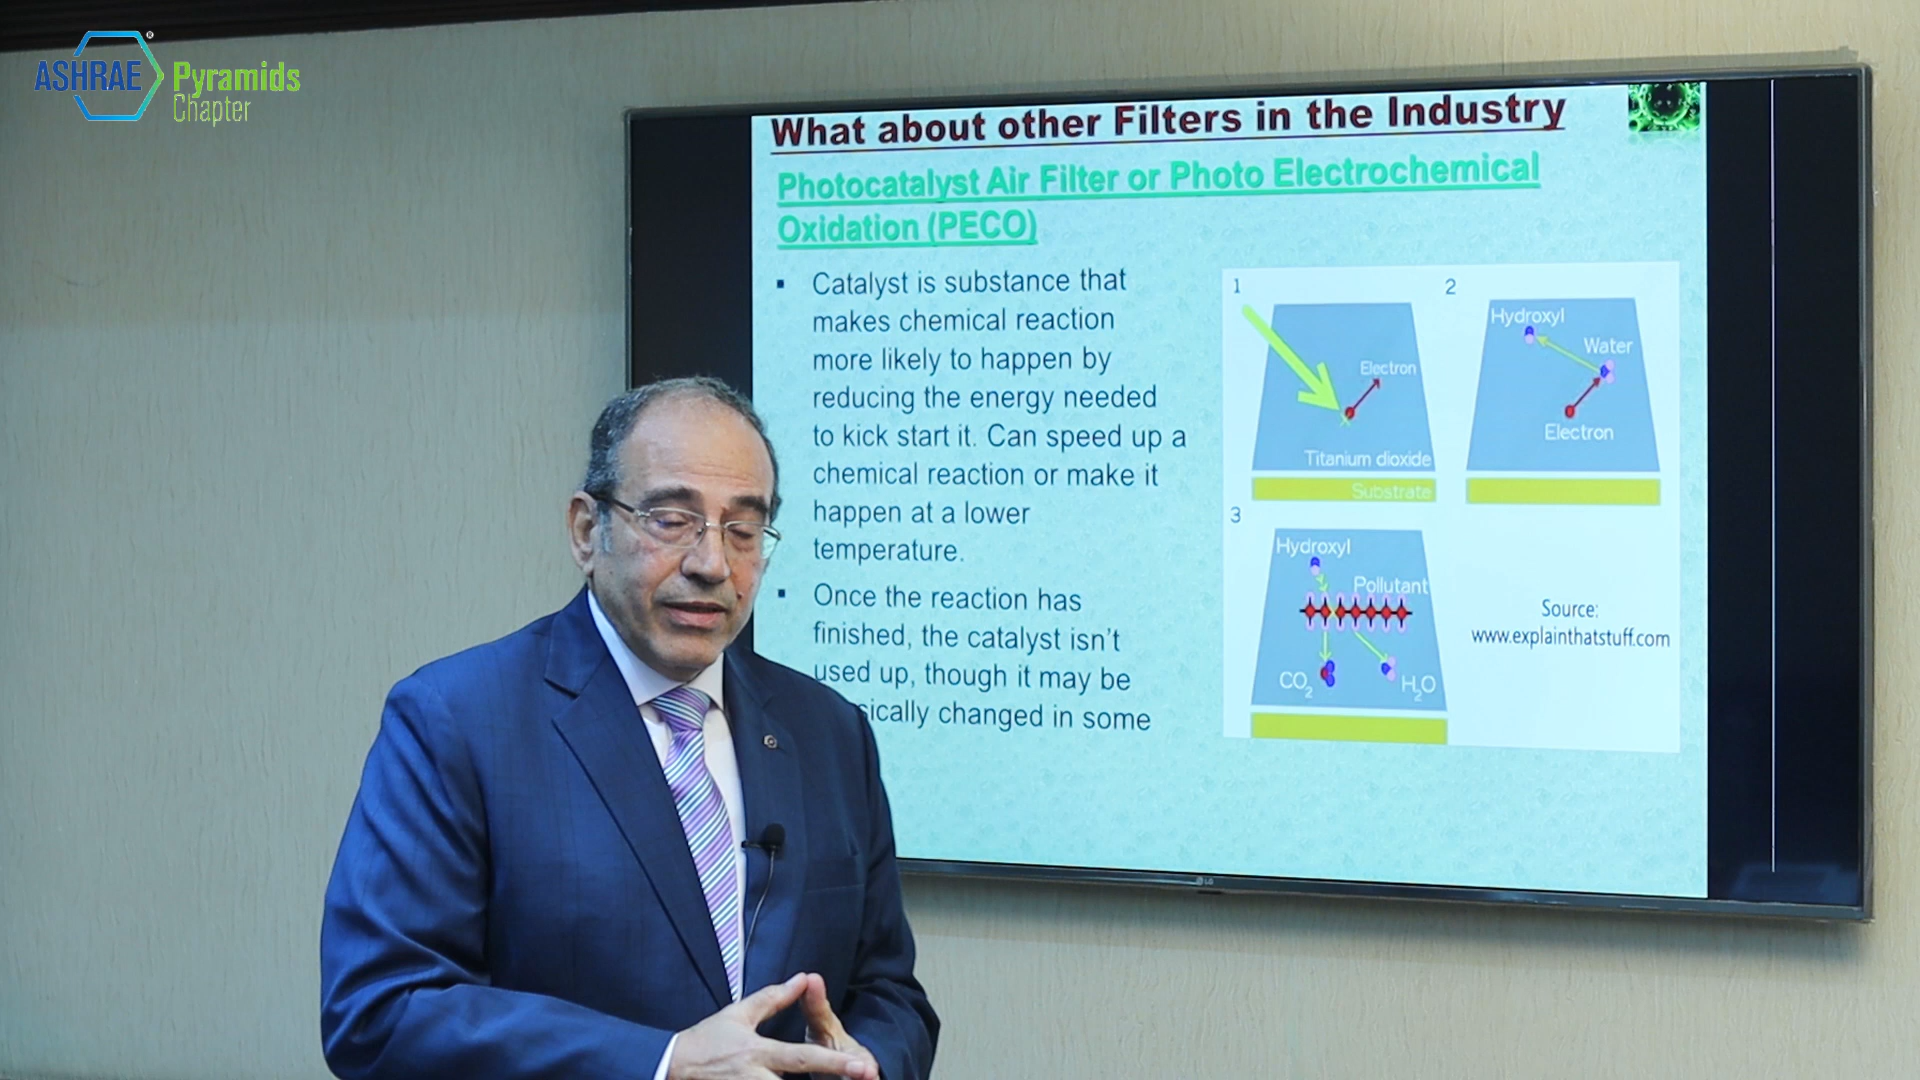 ASHRAE®
Pyramids
Chapter
What about other Filters in the Industry
Photocatalyst Air Filter or Photo Electrochemical
Oxidation (PECO)
▪ Catalyst is substance that
makes chemical reaction
more likely to happen by
reducing the energy needed
to kick start it. Can speed up a
chemical reaction or make it
happen at a lower
temperature.
▪ Once the reaction has
finished, the catalyst isn't
used up, though it may be
changed in some
1
Electron
Titanium dioxide
Substrate
2
Hydroxyl
Water
Electron
3
Hydroxyl
Pollutant
CO2
H2O
Source:
www.explainthatstuff.com
LG